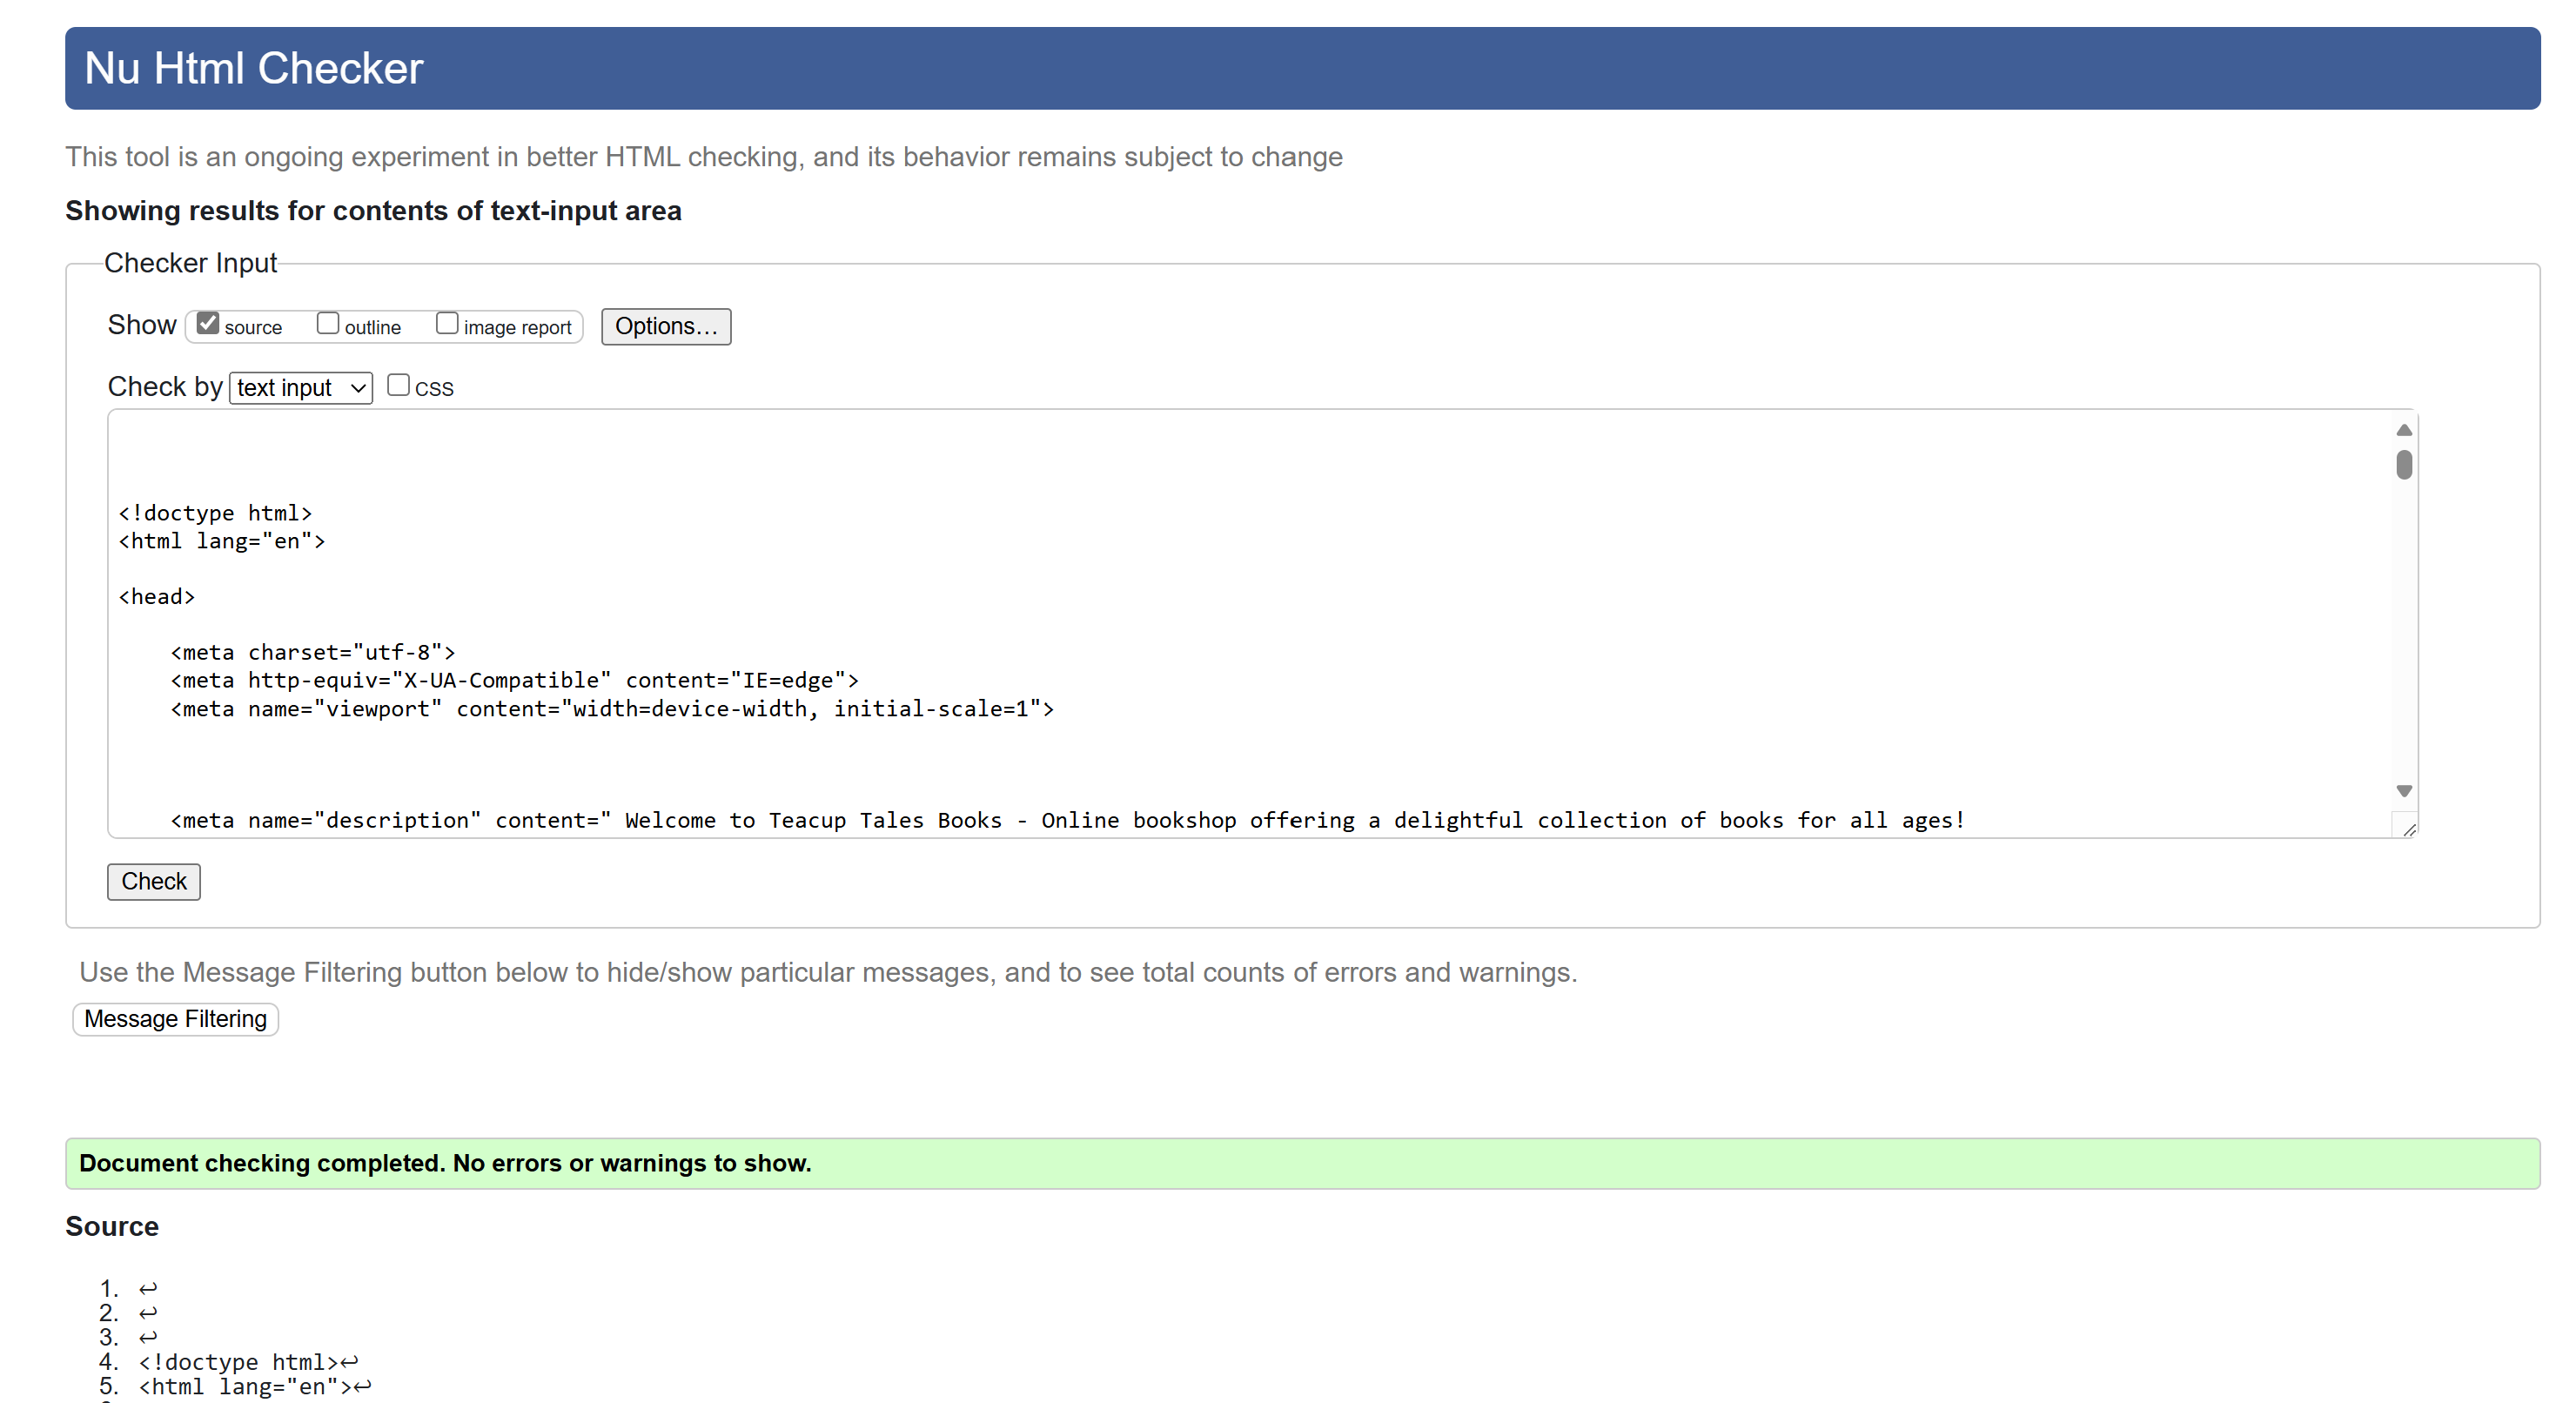 Nu Html Checker
This tool is an ongoing experiment in better HTML checking, and its behavior remains subject to change
Showing results for contents of text-input area
Checker Input
Show source outline image report Options...
Check by text input CSS
<!doctype html>
<html lang="en">
<head>
<meta charset="utf-8">
<meta http-equiv="X-UA-Compatible" content="IE=edge">
<meta name="viewport" content="width=device-width, initial-scale=1">
<meta name="description" content=" Welcome to Teacup Tales Books - Online bookshop offering a delightful collection of books for all ages!
Check
Use the Message Filtering button below to hide/show particular messages, and to see total counts of errors and warnings.
Message Filtering
Document checking completed. No errors or warnings to show.
Source
1. ↩
2. ↩
3. ↩
4. <!doctype html>↩
5. <html lang="en">↩